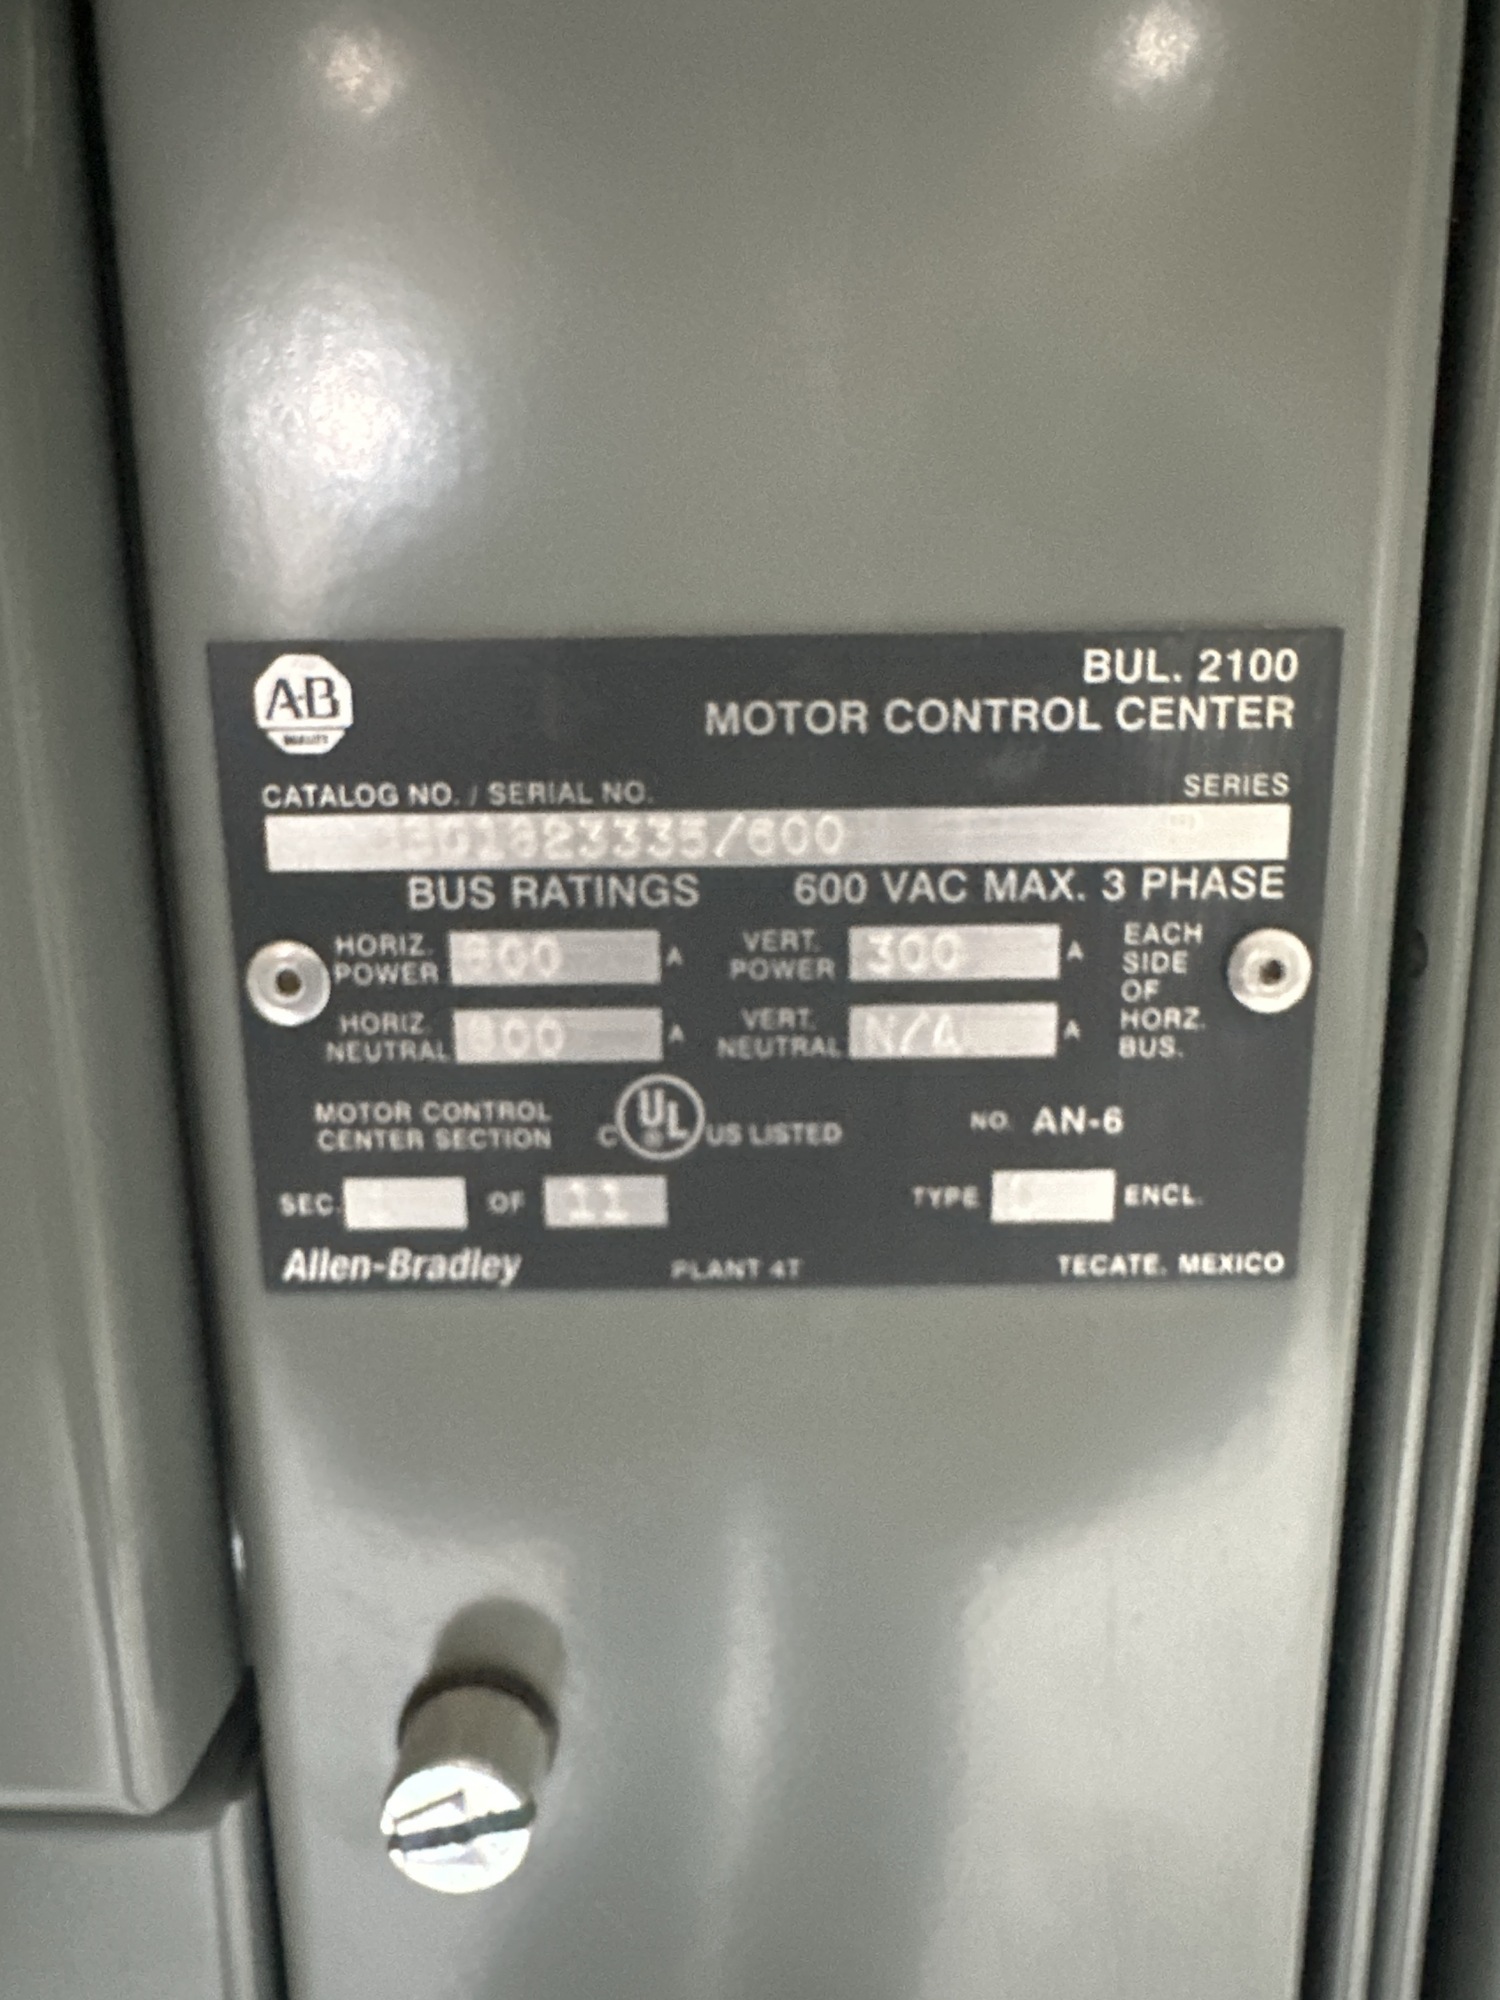 A-B
QUALITY
BUL. 2100
MOTOR CONTROL CENTER
CATALOG NO. / SERIAL NO.
SERIES
BUS RATINGS
600 VAC MAX. 3 PHASE
HORIZ. POWER
A
VERT. POWER
300
A
EACH SIDE OF HORZ. BUS.
HORIZ. NEUTRAL
A
VERT. NEUTRAL
N/A
A
MOTOR CONTROL
CENTER SECTION
C UL US LISTED
NO. AN-6
SEC.
OF
11
TYPE
ENCL.
Allen-Bradley
PLANT 4T
TECATE, MEXICO